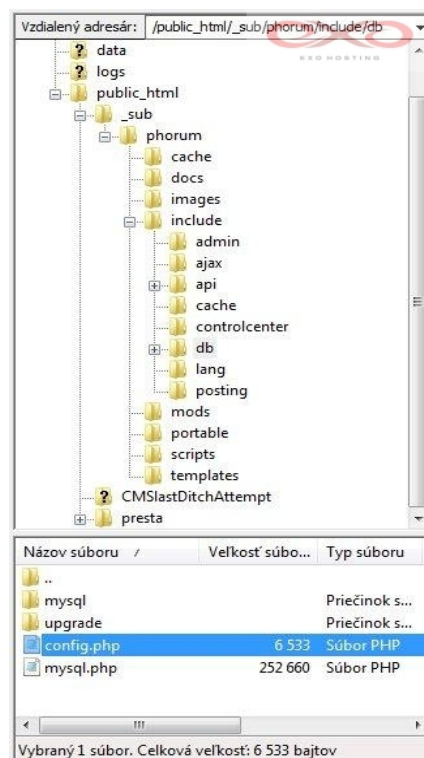 Vzdialený adresár: /public_html/_sub/phorum/include/db
exo
EXO HOSTING
? data
? logs
public_html
_sub
phorum
cache
docs
images
include
admin
ajax
api
cache
controlcenter
db
lang
posting
mods
portable
scripts
templates
? CMSlastDitchAttempt
presta
Názov súboru / Veľkosť súbo... Typ súboru
..
mysql Priečinok s...
upgrade Priečinok s...
config.php 6 533 Súbor PHP
mysql.php 252 660 Súbor PHP
Vybraný 1 súbor. Celková veľkosť: 6 533 bajtov